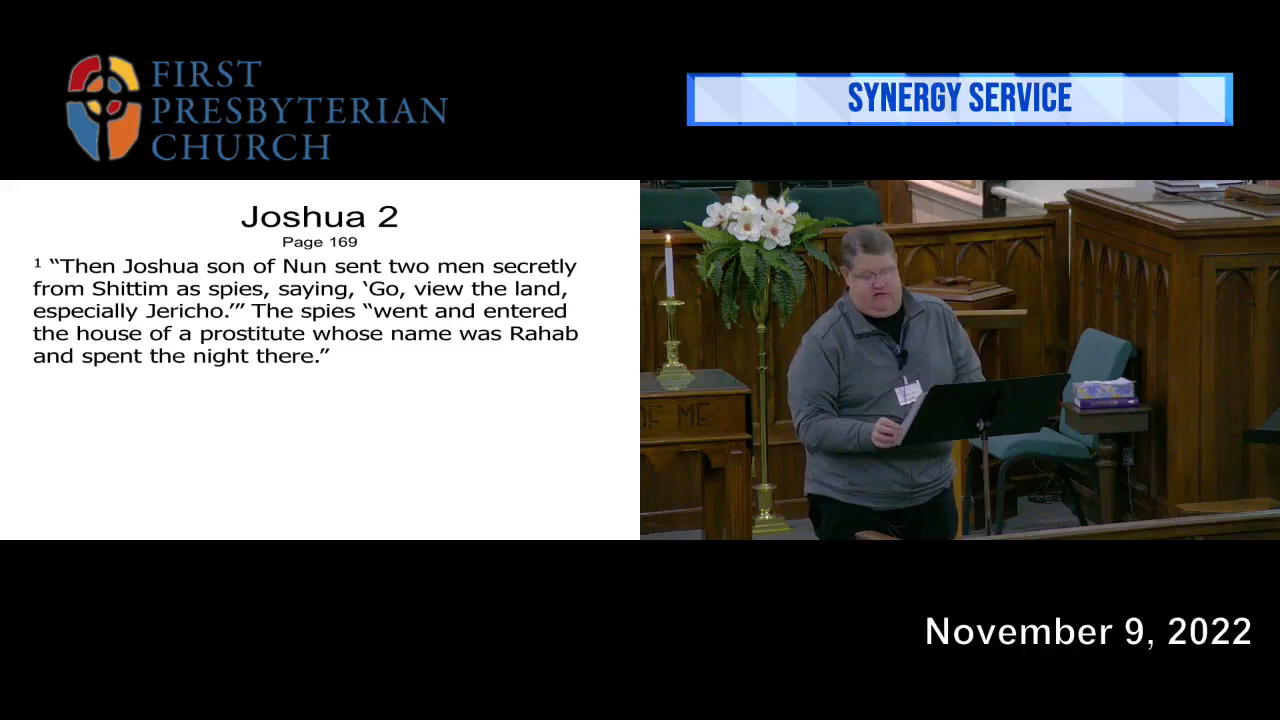 FIRST
PRESBYTERIAN
CHURCH
SYNERGY SERVICE
Joshua 2
Page 169
1 “Then Joshua son of Nun sent two men secretly
from Shittim as spies, saying, ‘Go, view the land,
especially Jericho.’” The spies “went and entered
the house of a prostitute whose name was Rahab
and spent the night there.”
OF ME
November 9, 2022